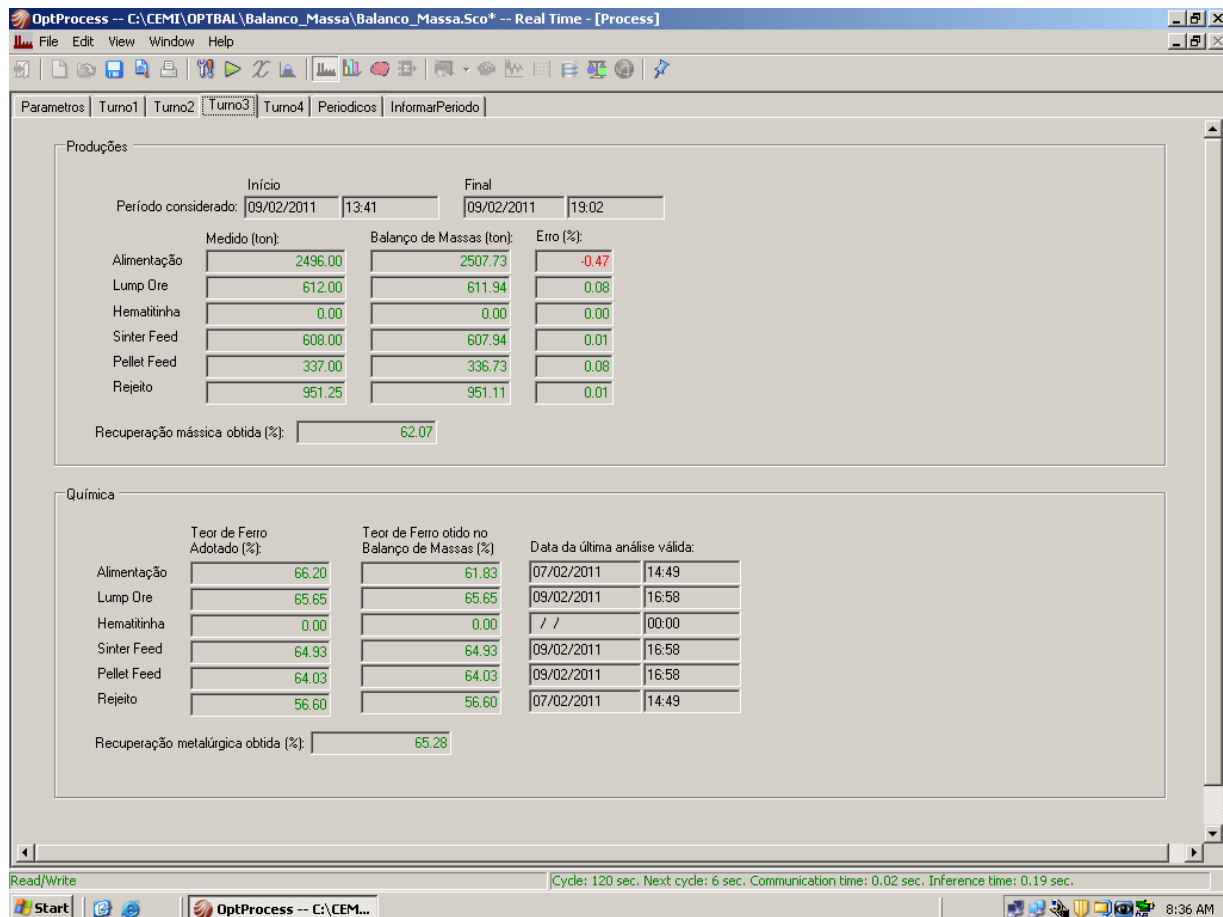 OptProcess -- C:\CEMI\OPTBAL\Balanco_Massa\Balanco_Massa.Sco* -- Real Time - [Process]
File Edit View Window Help
Parametros Turno1 Turno2 Turno3 Turno4 Periodicos InformarPeriodo
Produções
Início Final
Período considerado: 09/02/2011 13:41 09/02/2011 19:02
Medido (ton): Balanço de Massas (ton): Erro (%):
Alimentação 2496.00 2507.73 -0.47
Lump Ore 612.00 611.94 0.08
Hematitinha 0.00 0.00 0.00
Sinter Feed 608.00 607.94 0.01
Pellet Feed 337.00 336.73 0.08
Rejeito 951.25 951.11 0.01
Recuperação mássica obtida (%): 62.07
Química
Teor de Ferro Adotado (%): Teor de Ferro otido no Balanço de Massas (%) Data da última análise válida:
Alimentação 66.20 61.83 07/02/2011 14:49
Lump Ore 65.65 65.65 09/02/2011 16:58
Hematitinha 0.00 0.00 / / 00:00
Sinter Feed 64.93 64.93 09/02/2011 16:58
Pellet Feed 64.03 64.03 09/02/2011 16:58
Rejeito 56.60 56.60 07/02/2011 14:49
Recuperação metalúrgica obtida (%): 65.28
Read/Write Cycle: 120 sec. Next cycle: 6 sec. Communication time: 0.02 sec. Inference time: 0.19 sec.
Start OptProcess -- C:\CEM... 8:36 AM